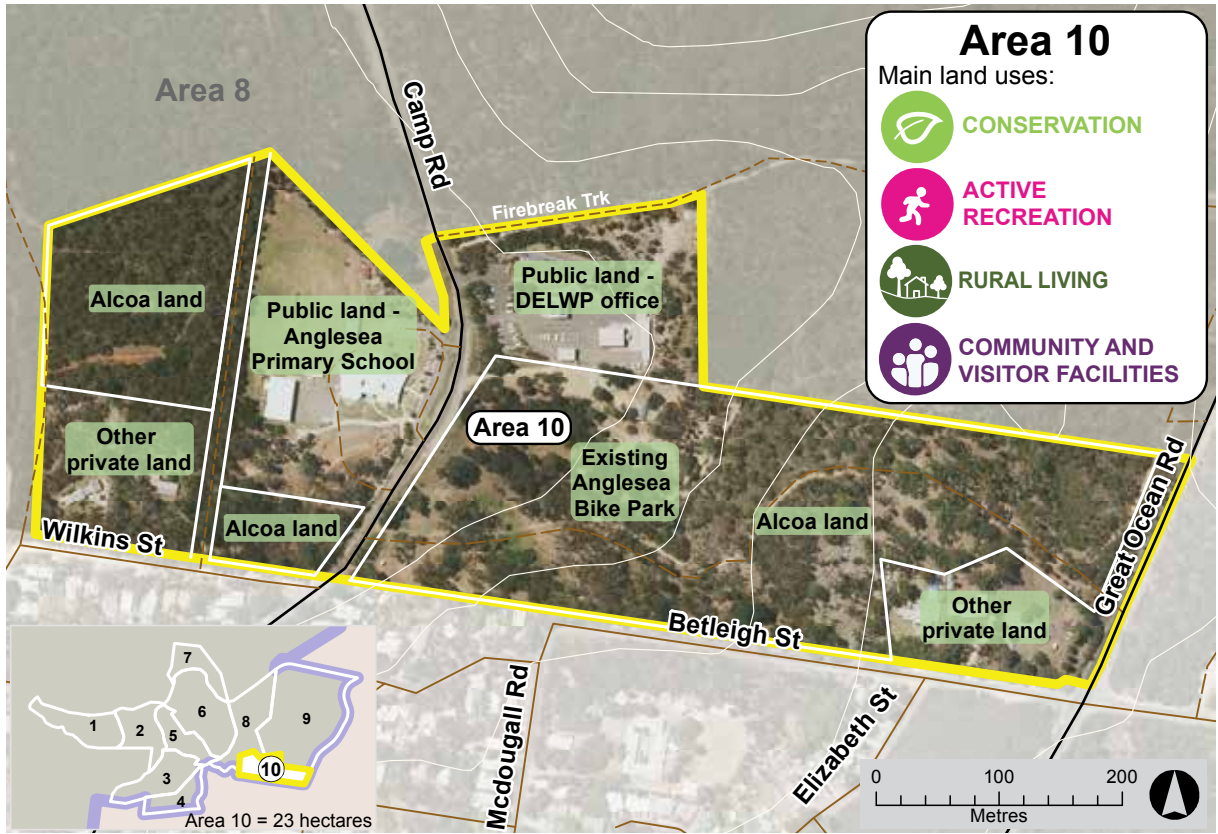 Area 10
Main land uses:
CONSERVATION
ACTIVE
RECREATION
RURAL LIVING
COMMUNITY AND
VISITOR FACILITIES
Area 8
Camp Rd
Firebreak Trk
Alcoa land
Public land -
Anglesea
Primary School
Public land -
DELWP office
Other
private land
Area 10
Existing
Anglesea
Bike Park
Alcoa land
Alcoa land
Great Ocean Rd
Other
private land
Wilkins St
Betleigh St
Mcdougall Rd
Elizabeth St
7
1
2
6
5
8
9
3
4
10
Area 10 = 23 hectares
0 100 200
Metres